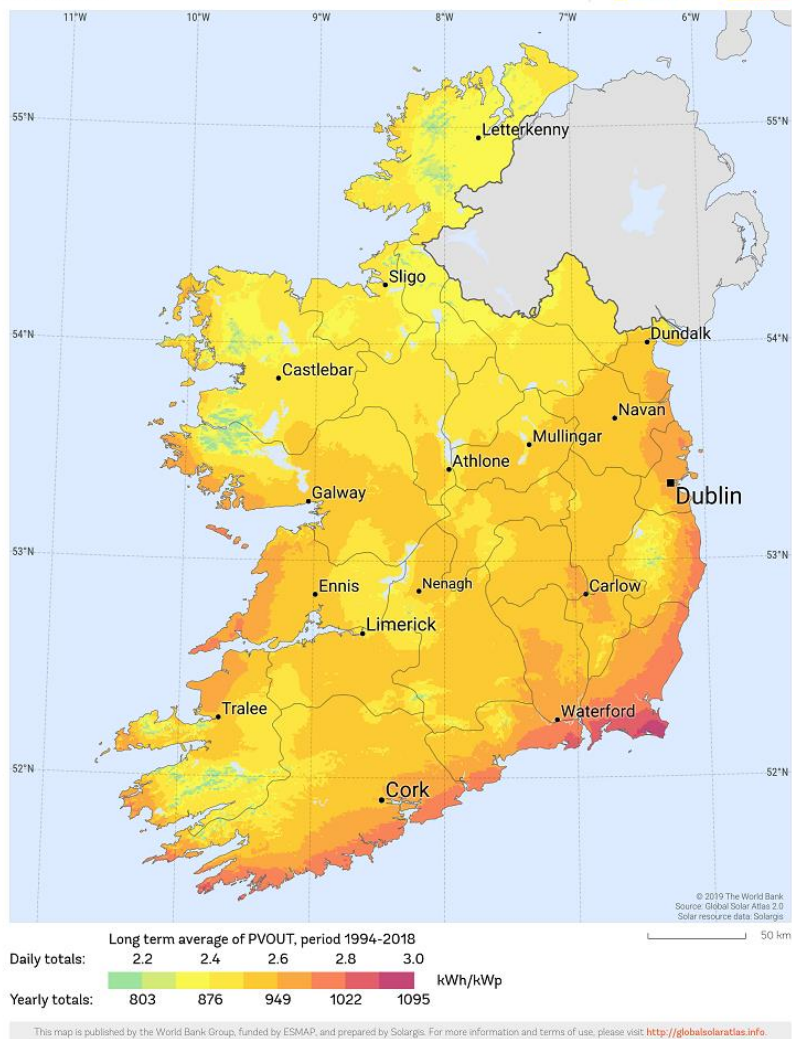 11°W 10°W 9°W 8°W 7°W 6°W
55°N 55°N
Letterkenny
Sligo
54°N 54°N
Dundalk
Castlebar
Navan
Mullingar
Athlone
Galway
Dublin
53°N 53°N
Ennis
Nenagh
Carlow
Limerick
Tralee
Waterford
52°N 52°N
Cork
© 2019 The World Bank
Source: Global Solar Atlas 2.0
Solar resource data: Solargis
50 km
Long term average of PVOUT, period 1994-2018
Daily totals: 2.2 2.4 2.6 2.8 3.0
kWh/kWp
Yearly totals: 803 876 949 1022 1095
This map is published by the World Bank Group, funded by ESMAP, and prepared by Solargis. For more information and terms of use, please visit http://globalsolaratlas.info.